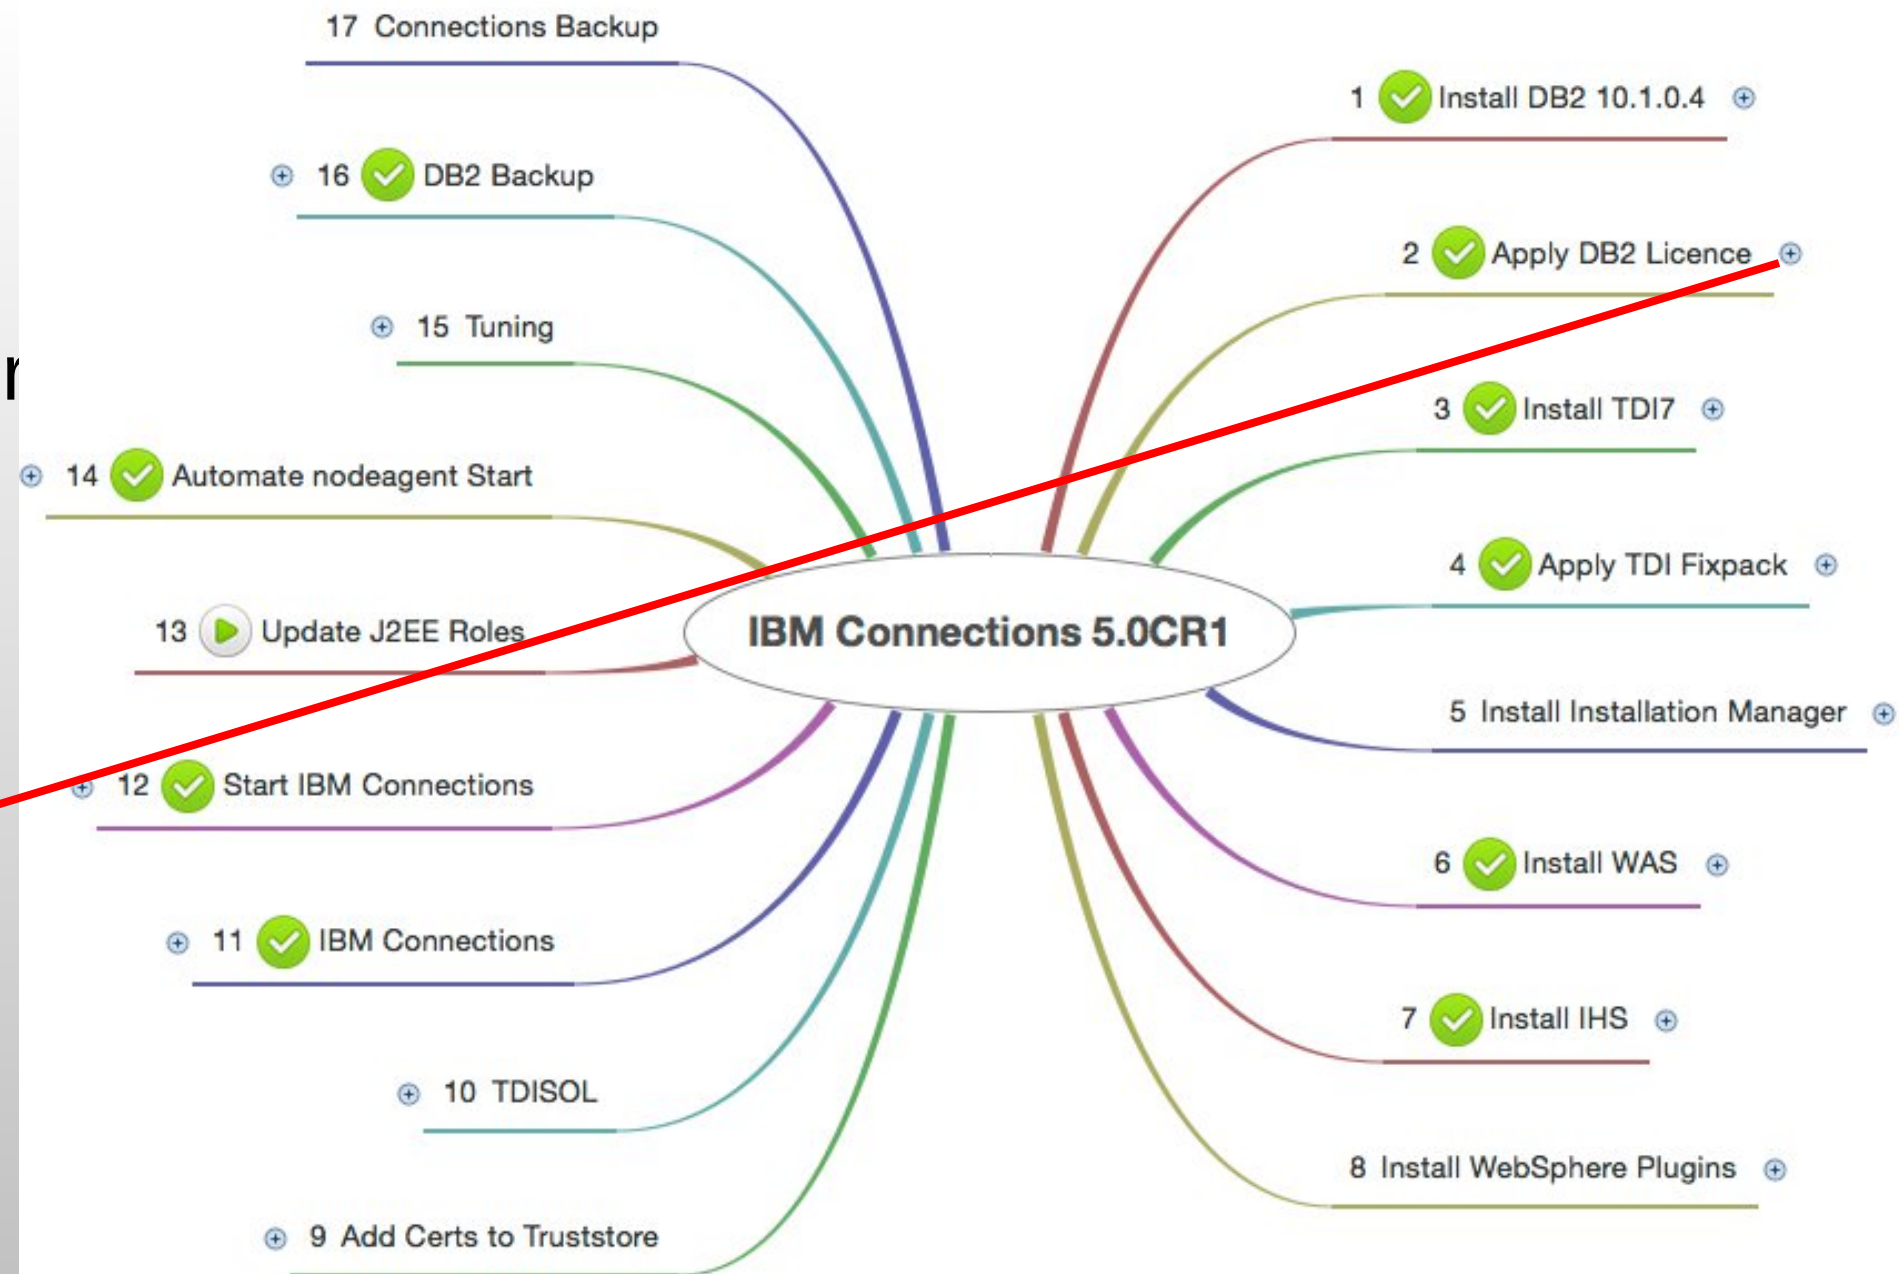 17 Connections Backup
1 Install DB2 10.1.0.4
16 DB2 Backup
2 Apply DB2 Licence
15 Tuning
r
3 Install TDI7
14 Automate nodeagent Start
4 Apply TDI Fixpack
13 Update J2EE Roles
IBM Connections 5.0CR1
5 Install Installation Manager
12 Start IBM Connections
6 Install WAS
11 IBM Connections
7 Install IHS
10 TDISOL
8 Install WebSphere Plugins
9 Add Certs to Truststore